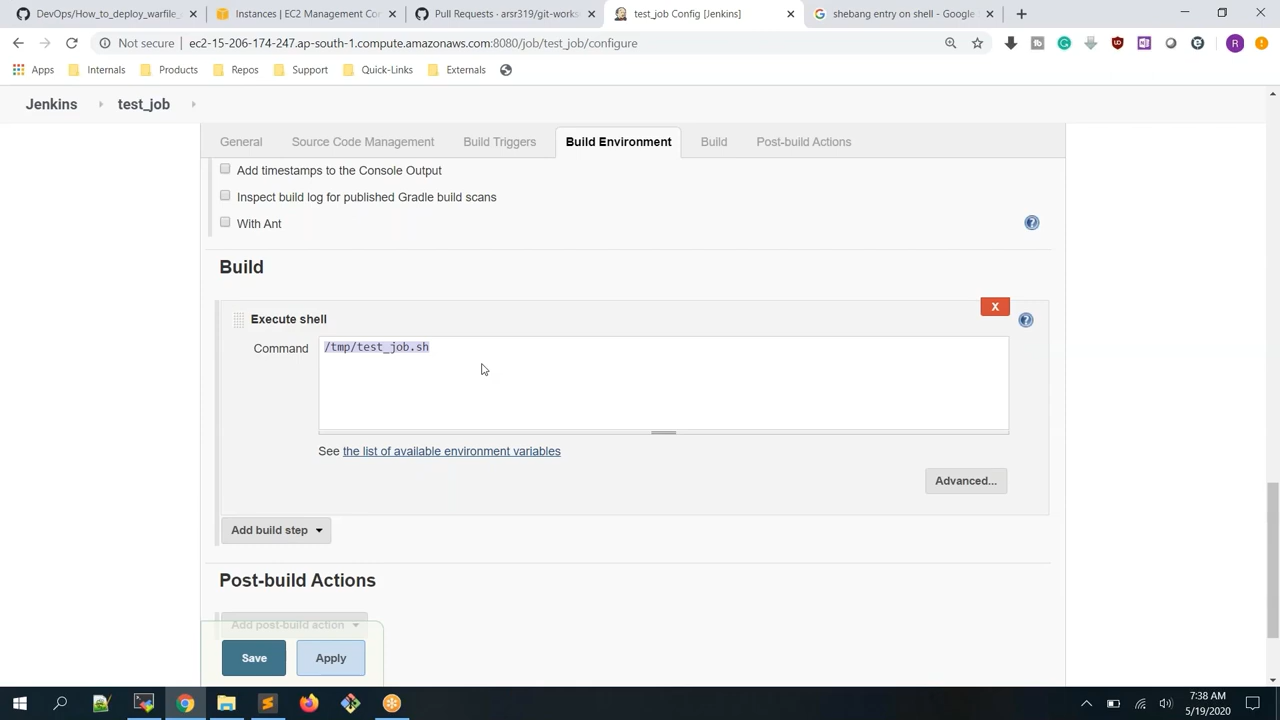 DevOps/How_to_deploy_warfile_
Instances | EC2 Management Co
Pull Requests · arsr319/git-works
test_job Config [Jenkins]
shebang entry on shell - Google
Not secure | ec2-15-206-174-247.ap-south-1.compute.amazonaws.com:8080/job/test_job/configure
R
Apps Internals Products Repos Support Quick-Links Externals
Jenkins test_job
General Source Code Management Build Triggers Build Environment Build Post-build Actions
Add timestamps to the Console Output
Inspect build log for published Gradle build scans
With Ant
Build
X
Execute shell
Command /tmp/test_job.sh
See the list of available environment variables
Advanced...
Add build step
Post-build Actions
Add post-build action
Save Apply
7:38 AM
5/19/2020